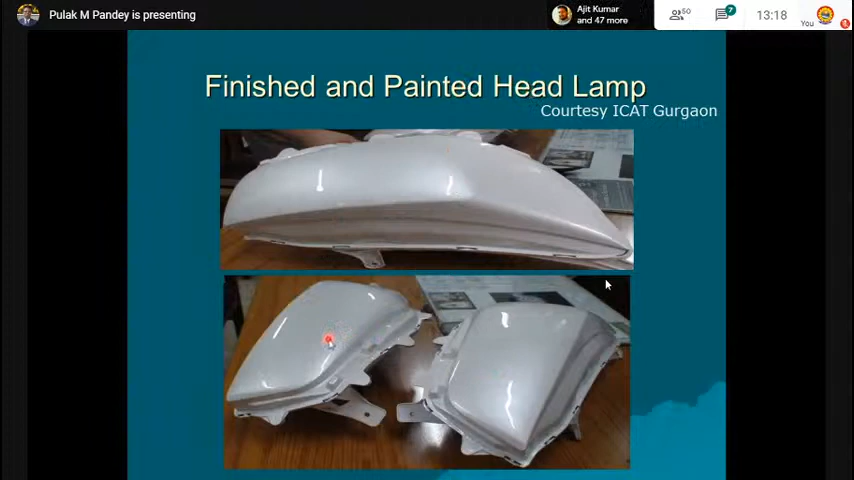 Pulak M Pandey is presenting
Ajit Kumar
and 47 more
50
7
13:18
You
Finished and Painted Head Lamp
Courtesy ICAT Gurgaon